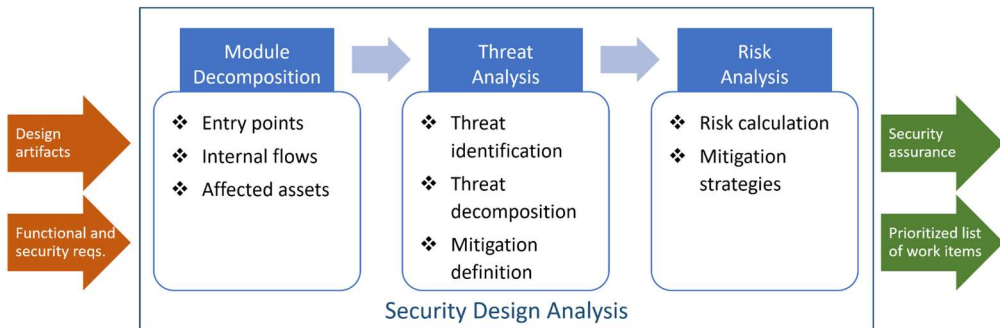 Design
artifacts
Functional and
security reqs.
Module
Decomposition
❖ Entry points
❖ Internal flows
❖ Affected assets
Threat
Analysis
❖ Threat
identification
❖ Threat
decomposition
❖ Mitigation
definition
Risk
Analysis
❖ Risk calculation
❖ Mitigation
strategies
Security
assurance
Prioritized list
of work items
Security Design Analysis